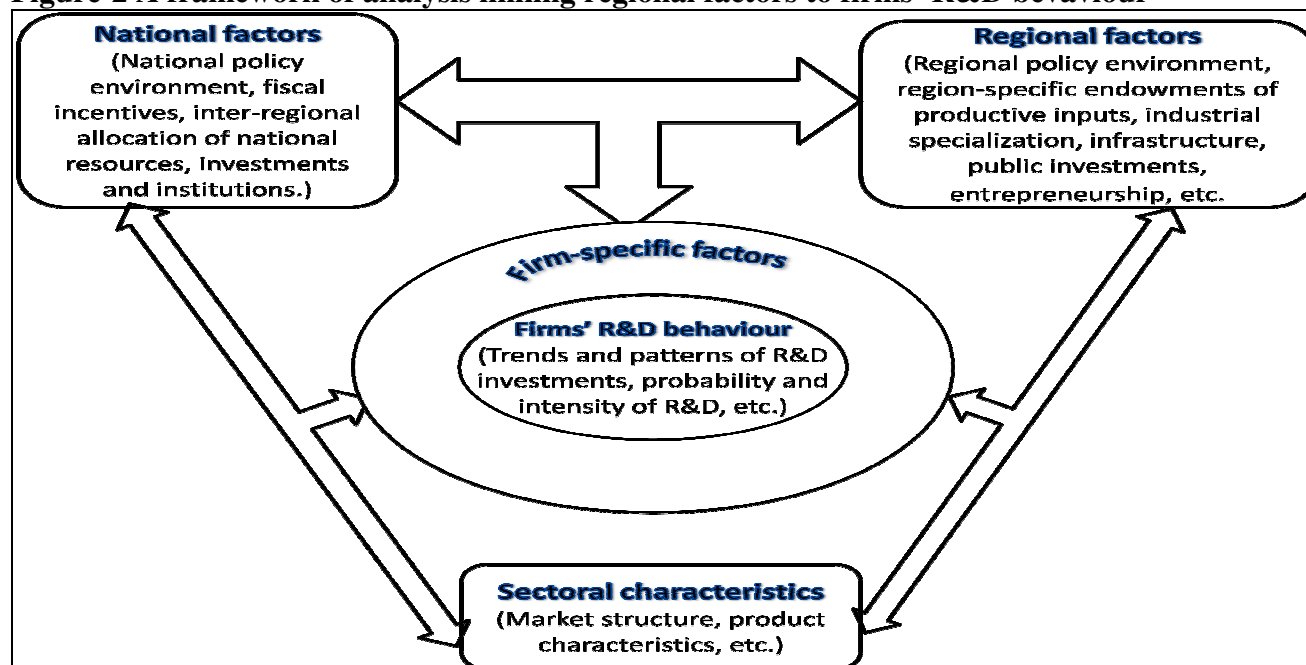 Figure 2 A framework of analysis linking regional factors to firms' R&D behaviour
National factors
(National policy
environment, fiscal
incentives, inter-regional
allocation of national
resources, investments
and institutions.)
Regional factors
(Regional policy environment,
region-specific endowments of
productive inputs, industrial
specialization, infrastructure,
public investments,
entrepreneurship, etc.
Firm-specific factors
Firms' R&D behaviour
(Trends and patterns of R&D
investments, probability and
intensity of R&D, etc.)
Sectoral characteristics
(Market structure, product
characteristics, etc.)